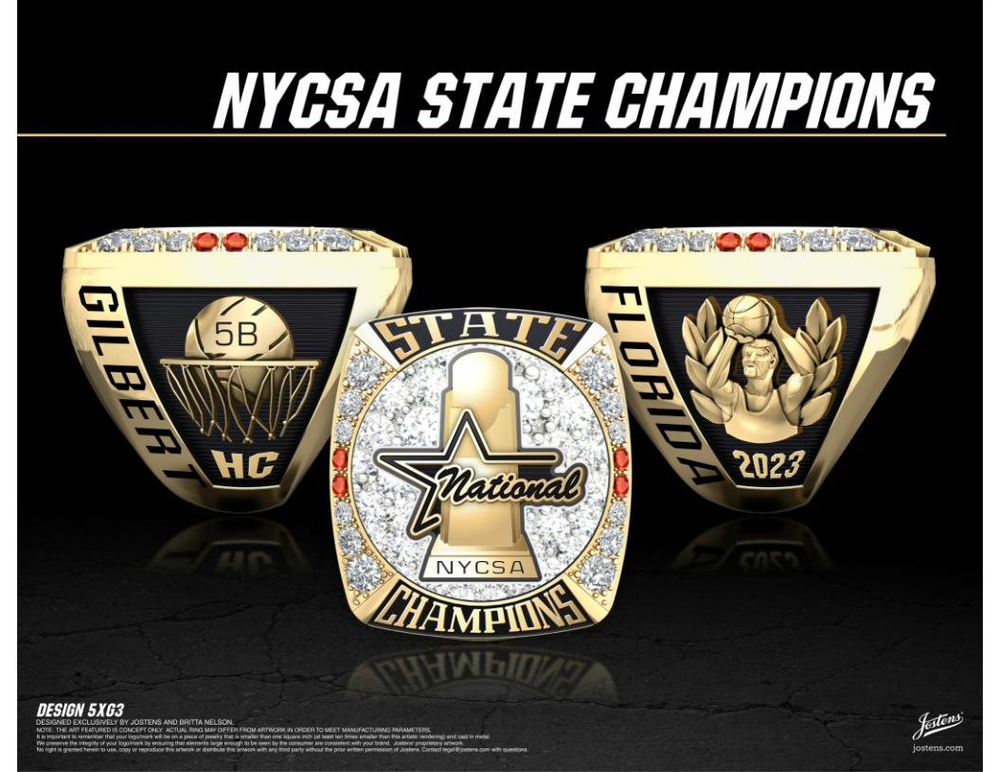 NYCSA STATE CHAMPIONS
GILBERT
5B
HC
STATE
National
NYCSA
CHAMPIONS
FLORIDA
2023
DESIGN 5XG3
DESIGNED EXCLUSIVELY BY JOSTENS AND BRITTA NELSON.
NOTE: THE ART FEATURED IS CONCEPT ONLY. ACTUAL RING MAY DIFFER FROM ARTWORK IN ORDER TO MEET MANUFACTURING PARAMETERS.
It is important to remember that your logo/mark will be on a piece of jewelry that is smaller than one square inch (at least ten times smaller than this artistic rendering) and cast in metal.
We preserve the integrity of your logo/mark by ensuring that elements large enough to be seen by the consumer are consistent with your brand. Jostens' proprietary artwork.
No right is granted herein to use, copy or reproduce this artwork or distribute this artwork with any third party without the prior written permission of Jostens. Contact legal@jostens.com with questions.
Jostens
jostens.com